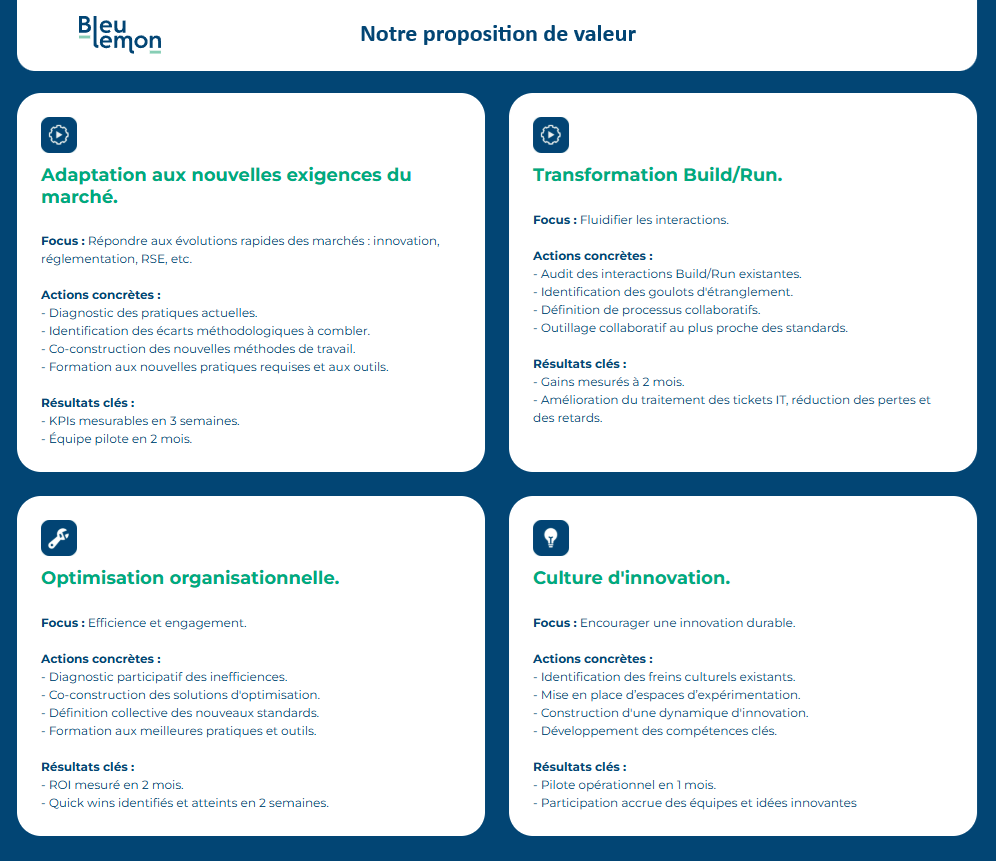 Bleu
lemon
Notre proposition de valeur
Adaptation aux nouvelles exigences du
marché.
Focus : Répondre aux évolutions rapides des marchés : innovation,
réglementation, RSE, etc.
Actions concrètes :
- Diagnostic des pratiques actuelles.
- Identification des écarts méthodologiques à combler.
- Co-construction des nouvelles méthodes de travail.
- Formation aux nouvelles pratiques requises et aux outils.
Résultats clés :
- KPIs mesurables en 3 semaines.
- Équipe pilote en 2 mois.
Transformation Build/Run.
Focus : Fluidifier les interactions.
Actions concrètes :
- Audit des interactions Build/Run existantes.
- Identification des goulots d'étranglement.
- Définition de processus collaboratifs.
- Outillage collaboratif au plus proche des standards.
Résultats clés :
- Gains mesurés à 2 mois.
- Amélioration du traitement des tickets IT, réduction des pertes et
des retards.
Optimisation organisationnelle.
Focus : Efficience et engagement.
Actions concrètes :
- Diagnostic participatif des inefficiences.
- Co-construction des solutions d'optimisation.
- Définition collective des nouveaux standards.
- Formation aux meilleures pratiques et outils.
Résultats clés :
- ROI mesuré en 2 mois.
- Quick wins identifiés et atteints en 2 semaines.
Culture d'innovation.
Focus : Encourager une innovation durable.
Actions concrètes :
- Identification des freins culturels existants.
- Mise en place d’espaces d’expérimentation.
- Construction d'une dynamique d'innovation.
- Développement des compétences clés.
Résultats clés :
- Pilote opérationnel en 1 mois.
- Participation accrue des équipes et idées innovantes